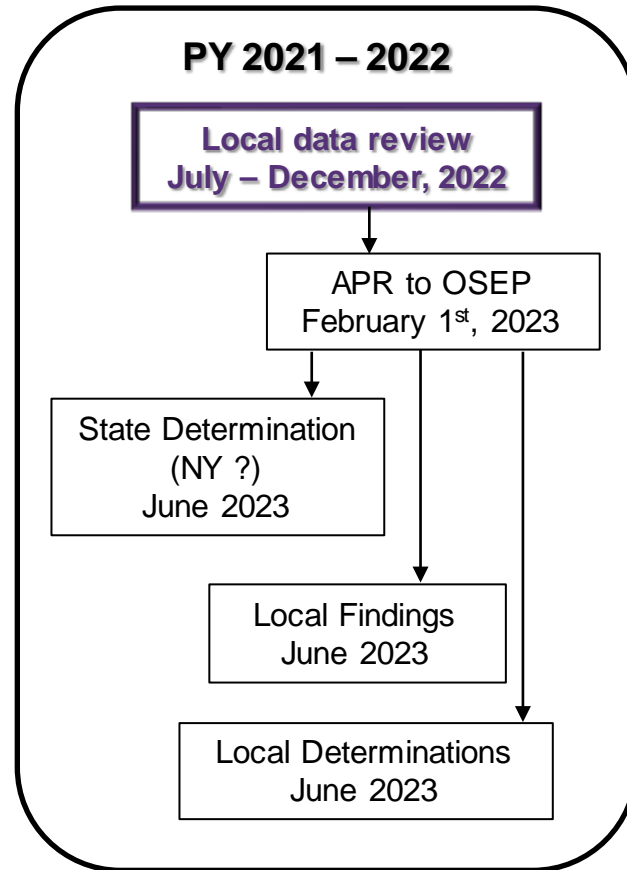 PY 2021 – 2022
Local data review
July – December, 2022
APR to OSEP
February 1st, 2023
State Determination
(NY ?)
June 2023
Local Findings
June 2023
Local Determinations
June 2023